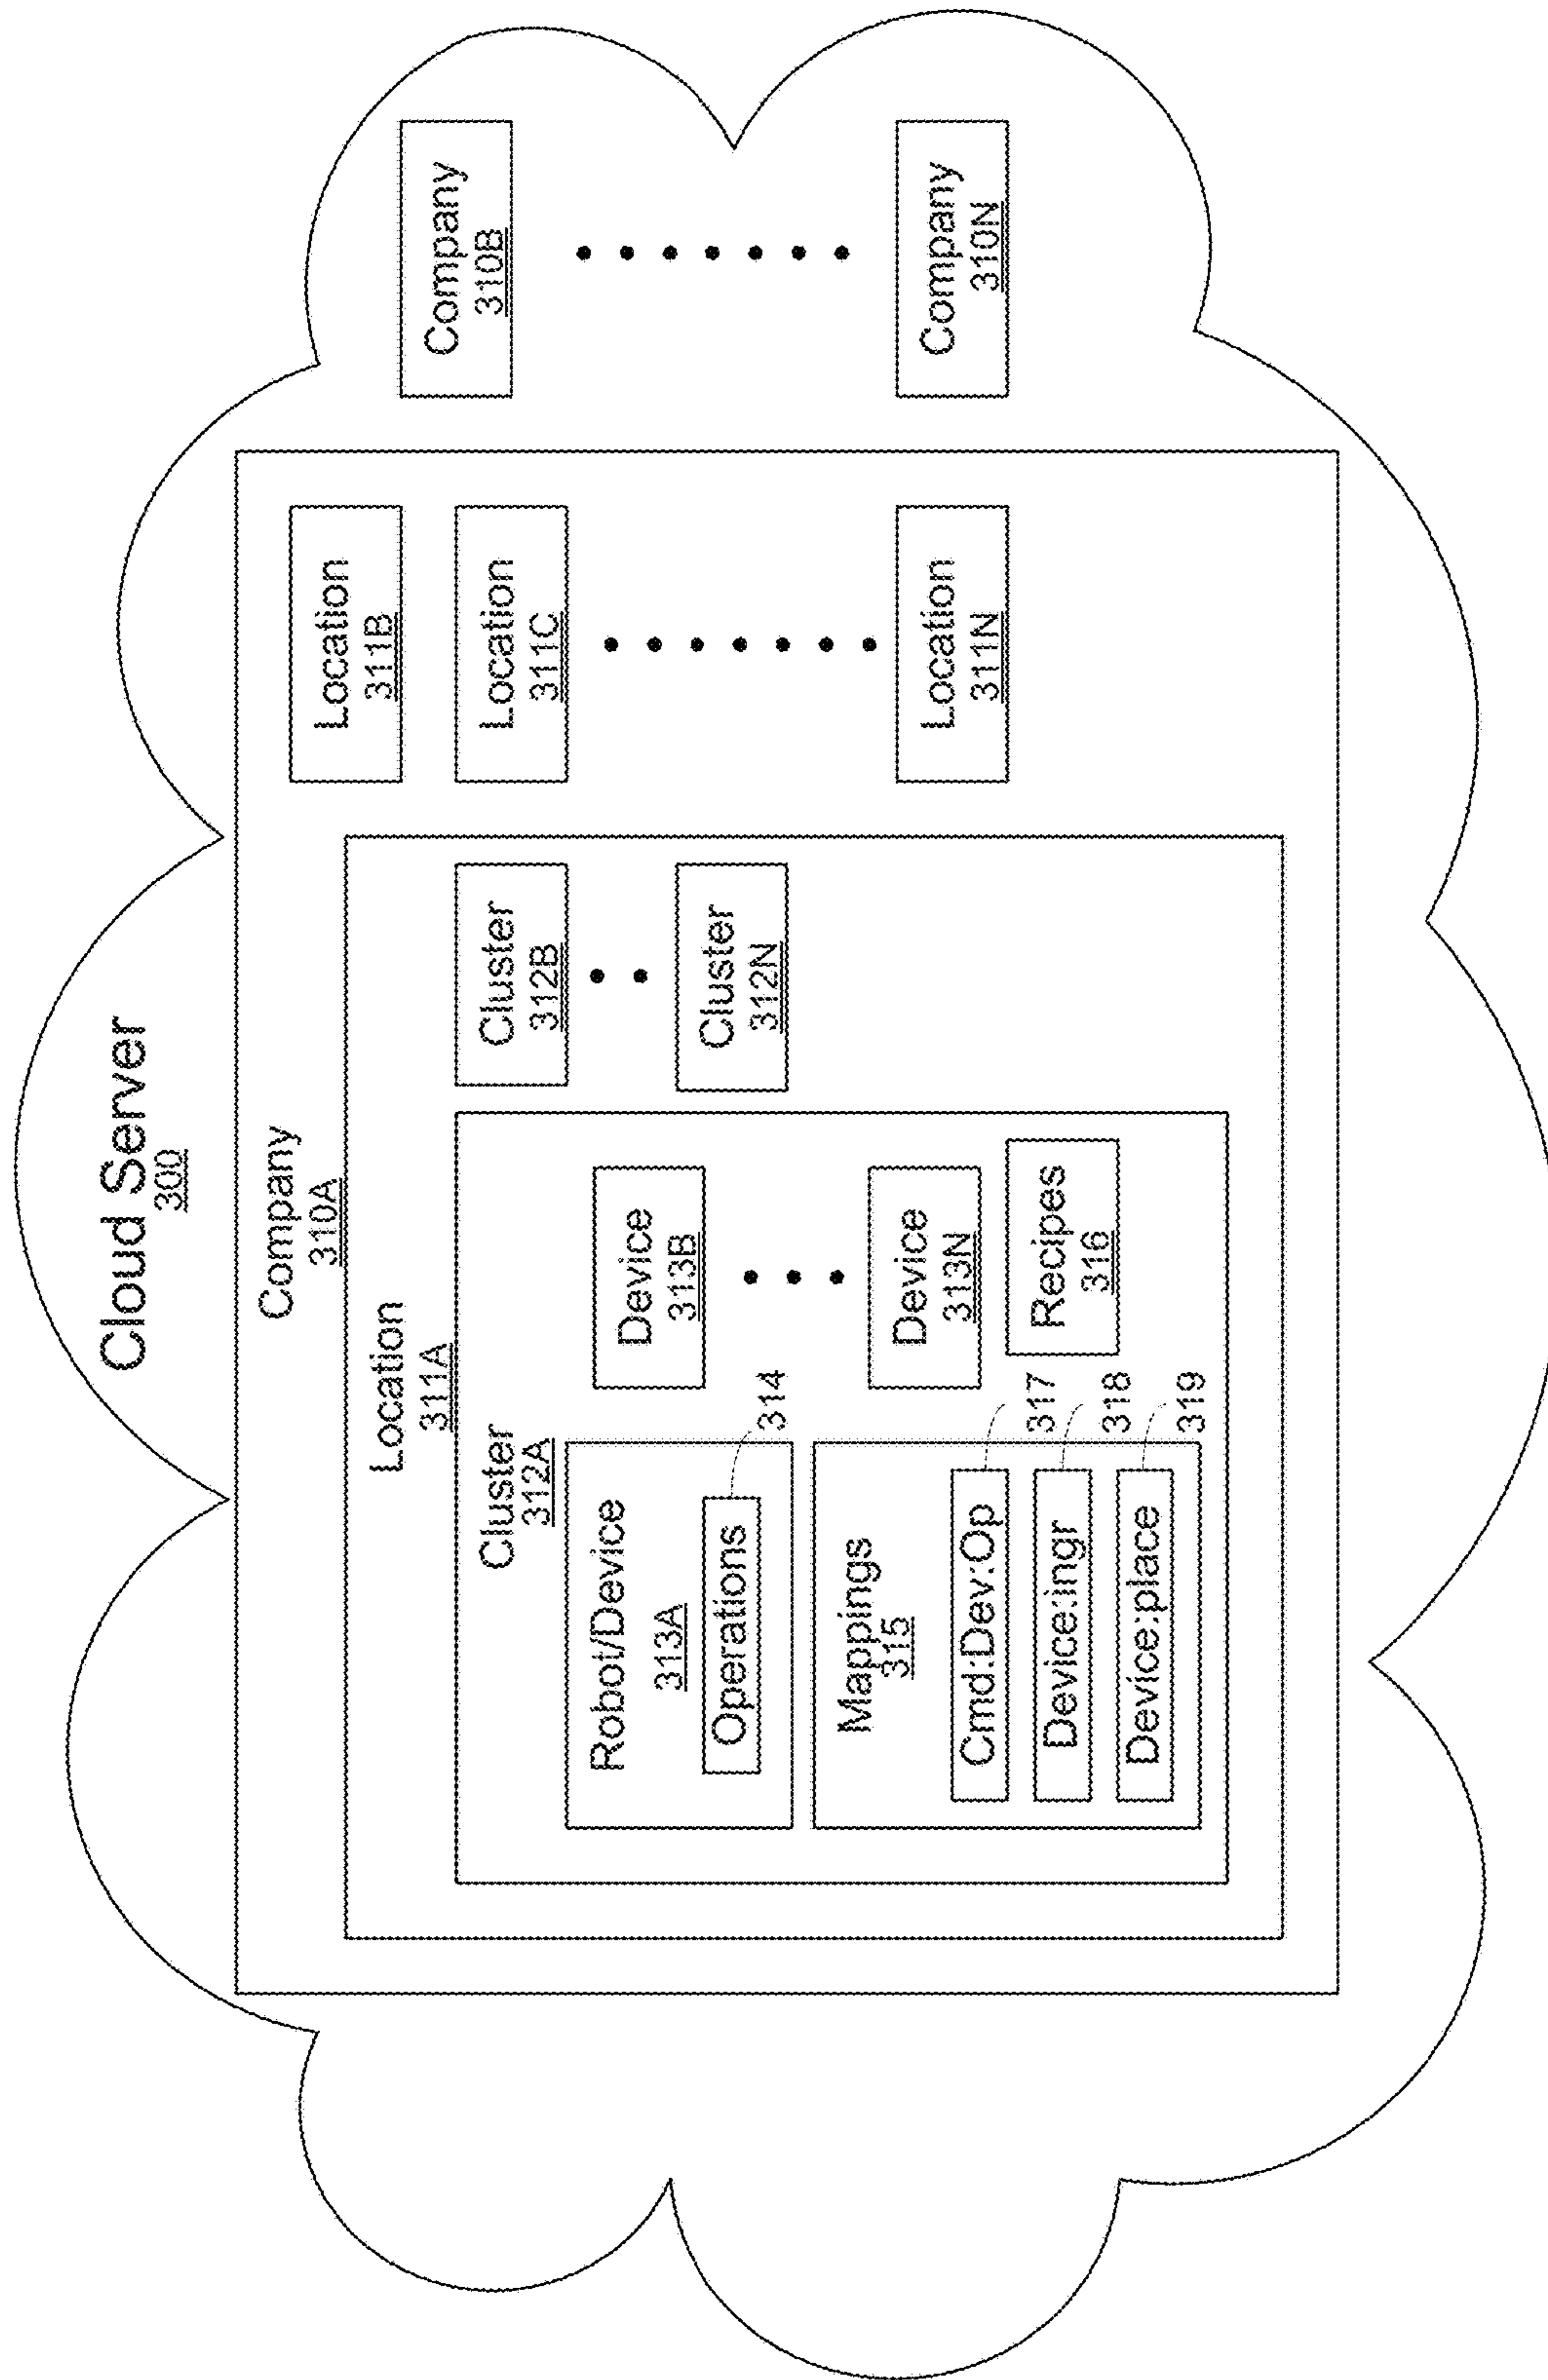 Cloud Server
300
Company
310A
Location
311A
Cluster
312A
Robot/Device
313A
Operations
314
Mappings
315
Cmd:Dev:Op
317
Device:ingr
318
Device:place
319
Device
313B
Device
313N
Recipes
316
Cluster
312B
Cluster
312N
Location
311B
Location
311C
Location
311N
Company
310B
Company
310N